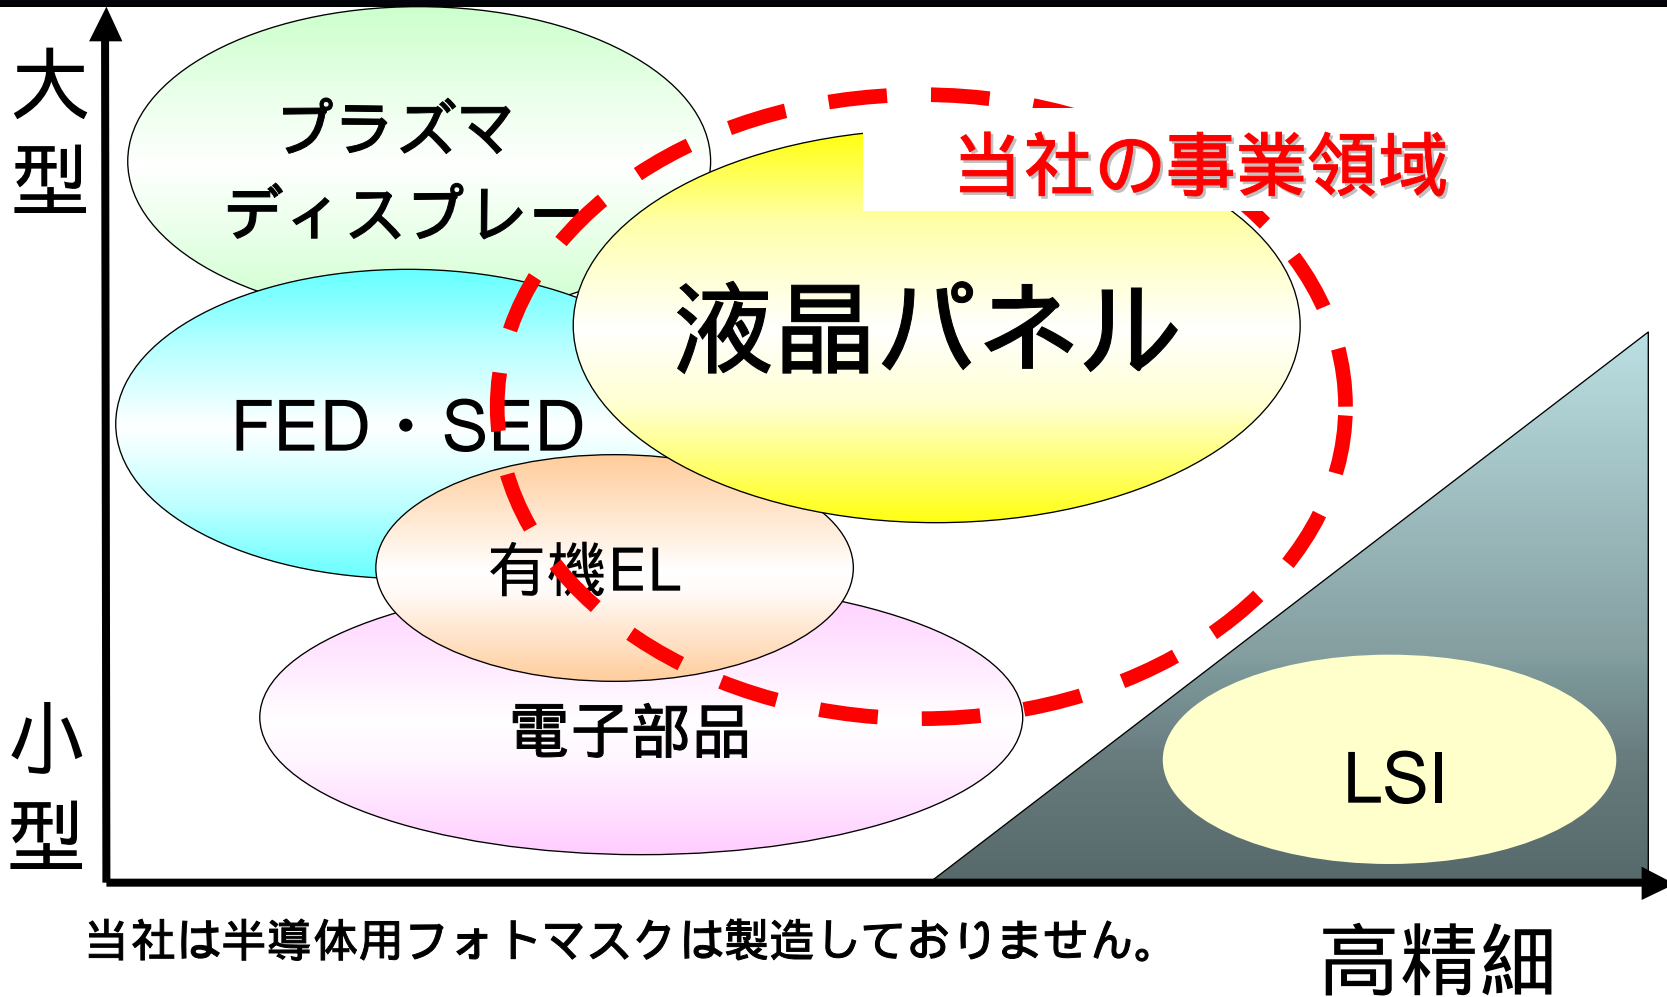 大型
プラズマ
ディスプレー
当社の事業領域
液晶パネル
FED・SED
有機EL
電子部品
小型
LSI
当社は半導体用フォトマスクは製造しておりません。
高精細